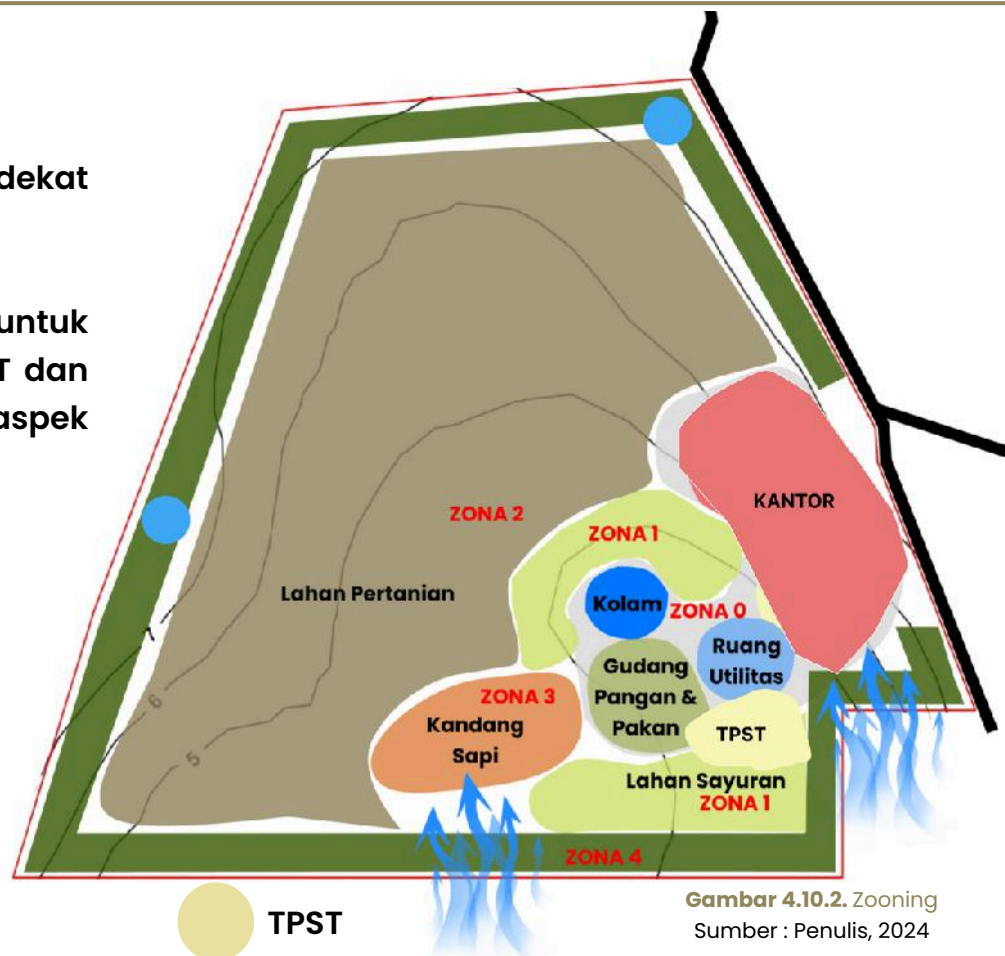 dekat
untuk
T dan
aspek
KANTOR
ZONA 2
ZONA 1
Lahan Pertanian
Kolam
ZONA 0
Ruang
Utilitas
Gudang
Pangan &
Pakan
ZONA 3
Kandang
Sapi
TPST
Lahan Sayuran
ZONA 1
7
6
5
ZONA 4
TPST
Gambar 4.10.2. Zooning
Sumber : Penulis, 2024